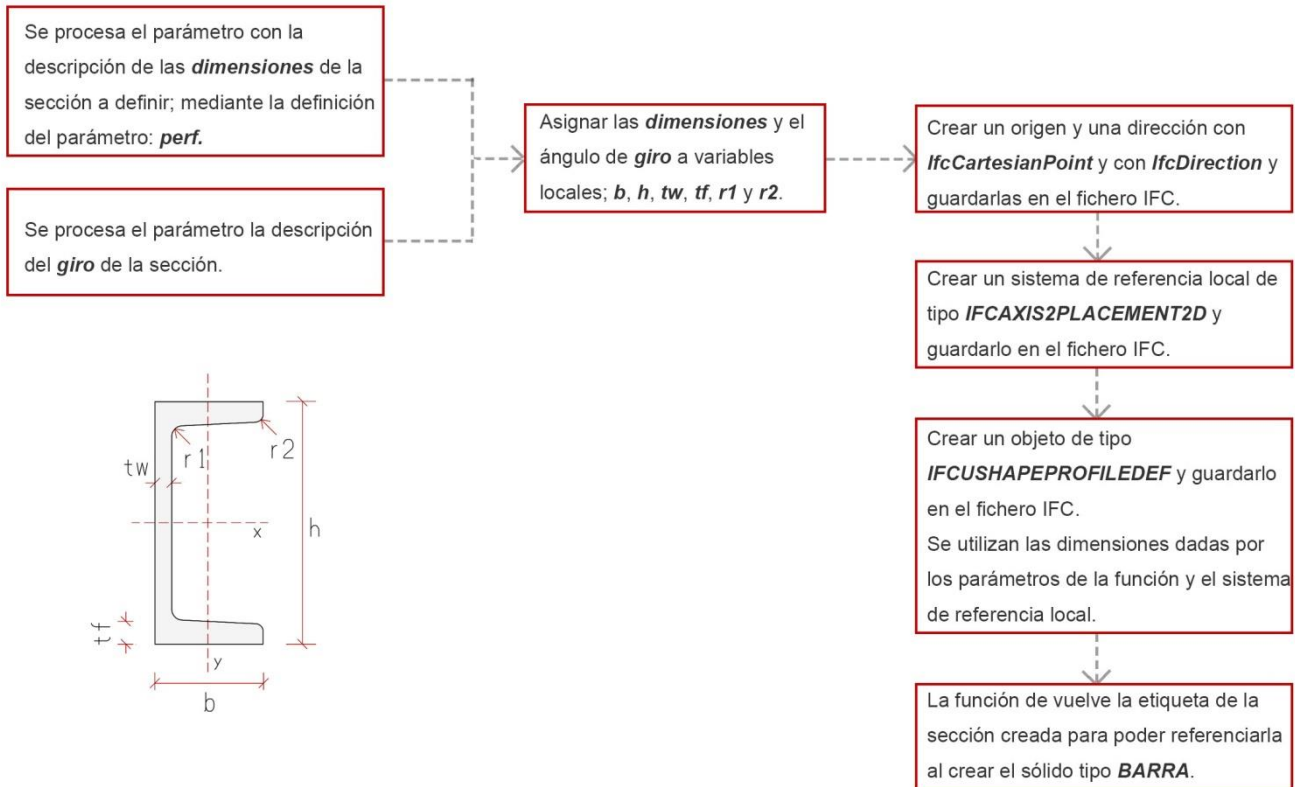 Se procesa el parámetro con la
descripción de las dimensiones de la
sección a definir; mediante la definición
del parámetro: perf.
Se procesa el parámetro la descripción
del giro de la sección.
Asignar las dimensiones y el
ángulo de giro a variables
locales; b, h, tw, tf, r1 y r2.
Crear un origen y una dirección con
IfcCartesianPoint y con IfcDirection y
guardarlas en el fichero IFC.
Crear un sistema de referencia local de
tipo IFCAXIS2PLACEMENT2D y
guardarlo en el fichero IFC.
Crear un objeto de tipo
IFCUSHAPEPROFILEDEF y guardarlo
en el fichero IFC.
Se utilizan las dimensiones dadas por
los parámetros de la función y el sistema
de referencia local.
La función de vuelve la etiqueta de la
sección creada para poder referenciarla
al crear el sólido tipo BARRA.
tw
r1
r2
x
h
tf
y
b